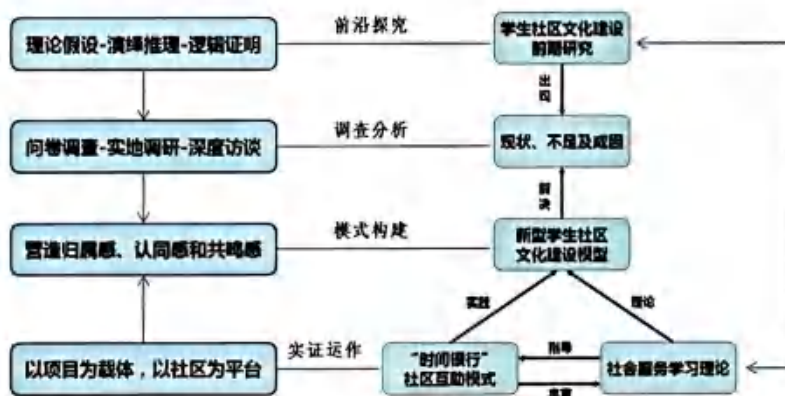 理论假设-演绎推理-逻辑证明
前沿探究
学生社区文化建设
前期研究
问卷调查-实地调研-深度访谈
调查分析
现状、不足及成因
营造归属感、认同感和共鸣感
模式构建
新型学生社区
文化建设模型
实践
理论
以项目为载体，以社区为平台
实证运作
“时间银行”
社区互助模式
指导
社会服务学习理论